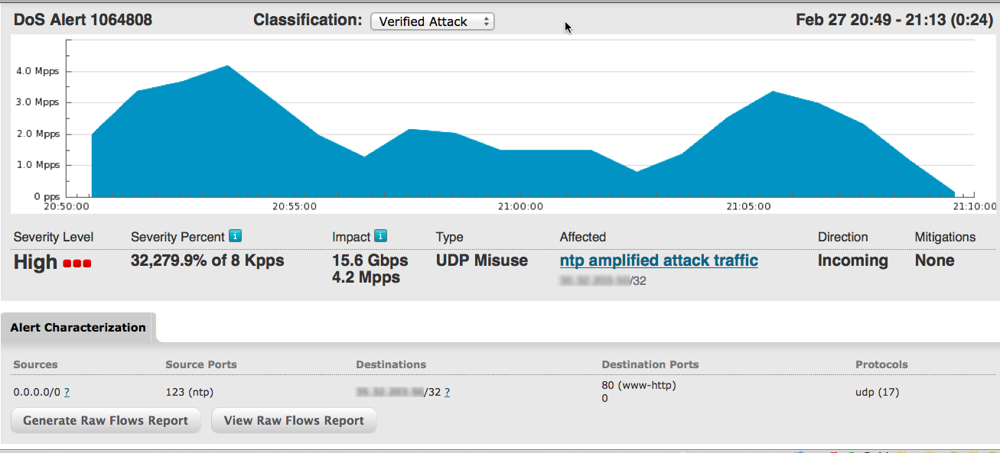 DoS Alert 1064808 Classification: Verified Attack Feb 27 20:49 - 21:13 (0:24)
4.0 Mpps
3.0 Mpps
2.0 Mpps
1.0 Mpps
0 pps
20:50:00 20:55:00 21:00:00 21:05:00 21:10:00
Severity Level Severity Percent i Impact i Type Affected Direction Mitigations
High 32,279.9% of 8 Kpps 15.6 Gbps UDP Misuse ntp amplified attack traffic Incoming None
4.2 Mpps /32
Alert Characterization
Sources Source Ports Destinations Destination Ports Protocols
0.0.0.0/0 ? 123 (ntp) /32 ? 80 (www-http) udp (17)
0
Generate Raw Flows Report View Raw Flows Report